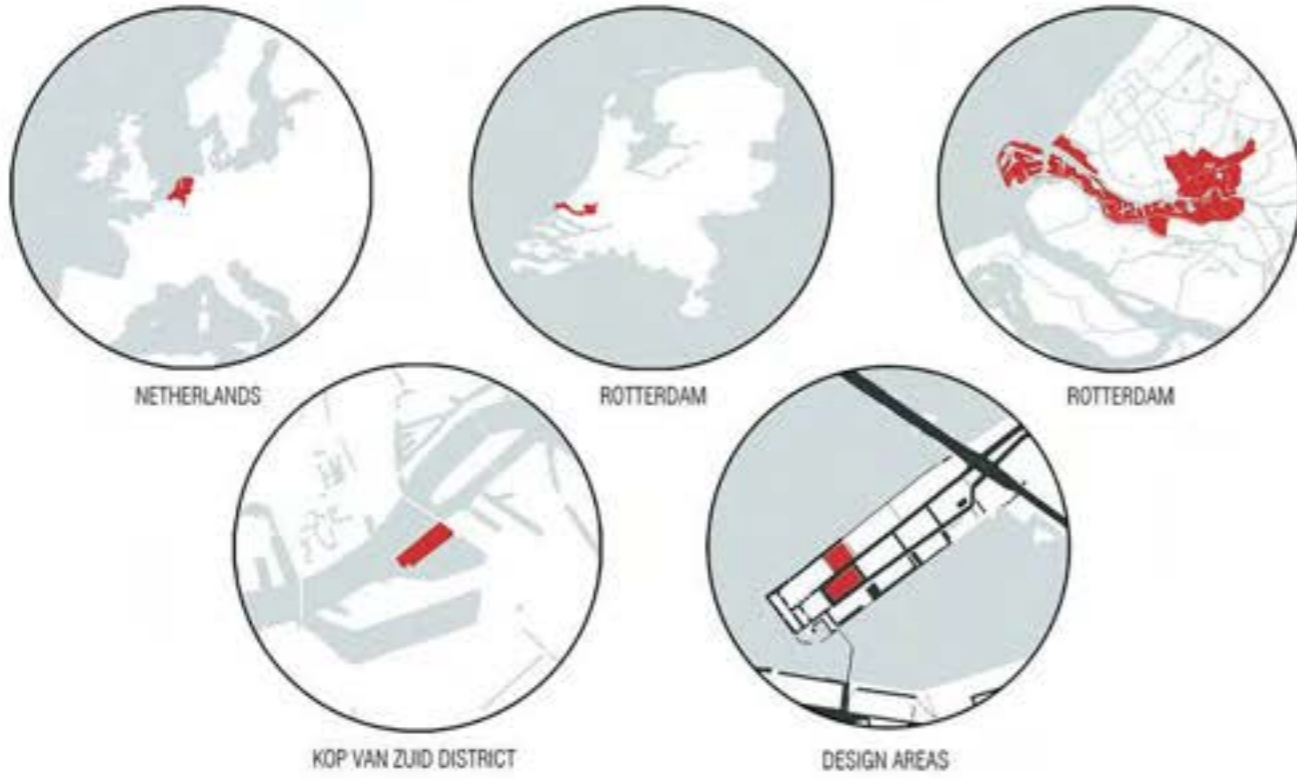 NETHERLANDS
ROTTERDAM
ROTTERDAM
KOP VAN ZUID DISTRICT
DESIGN AREAS